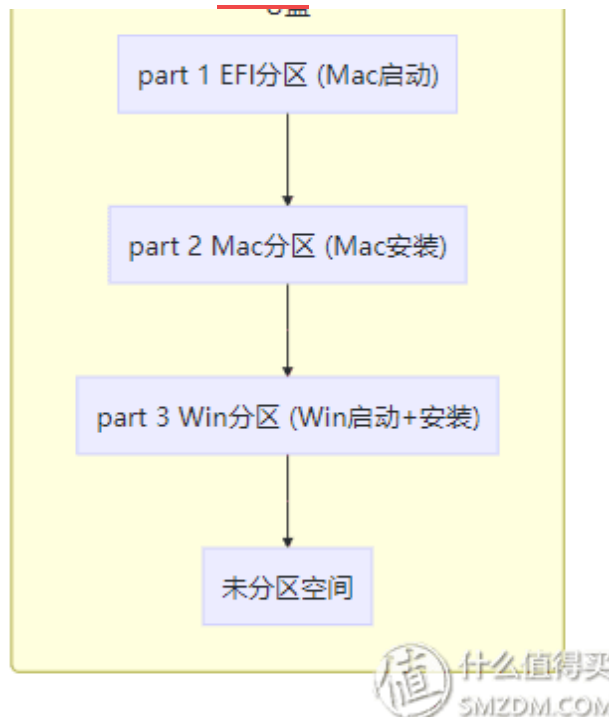 part 1 EFI分区 (Mac启动)
part 2 Mac分区 (Mac安装)
part 3 Win分区 (Win启动+安装)
未分区空间
值 什么值得买
SMZDM.COM